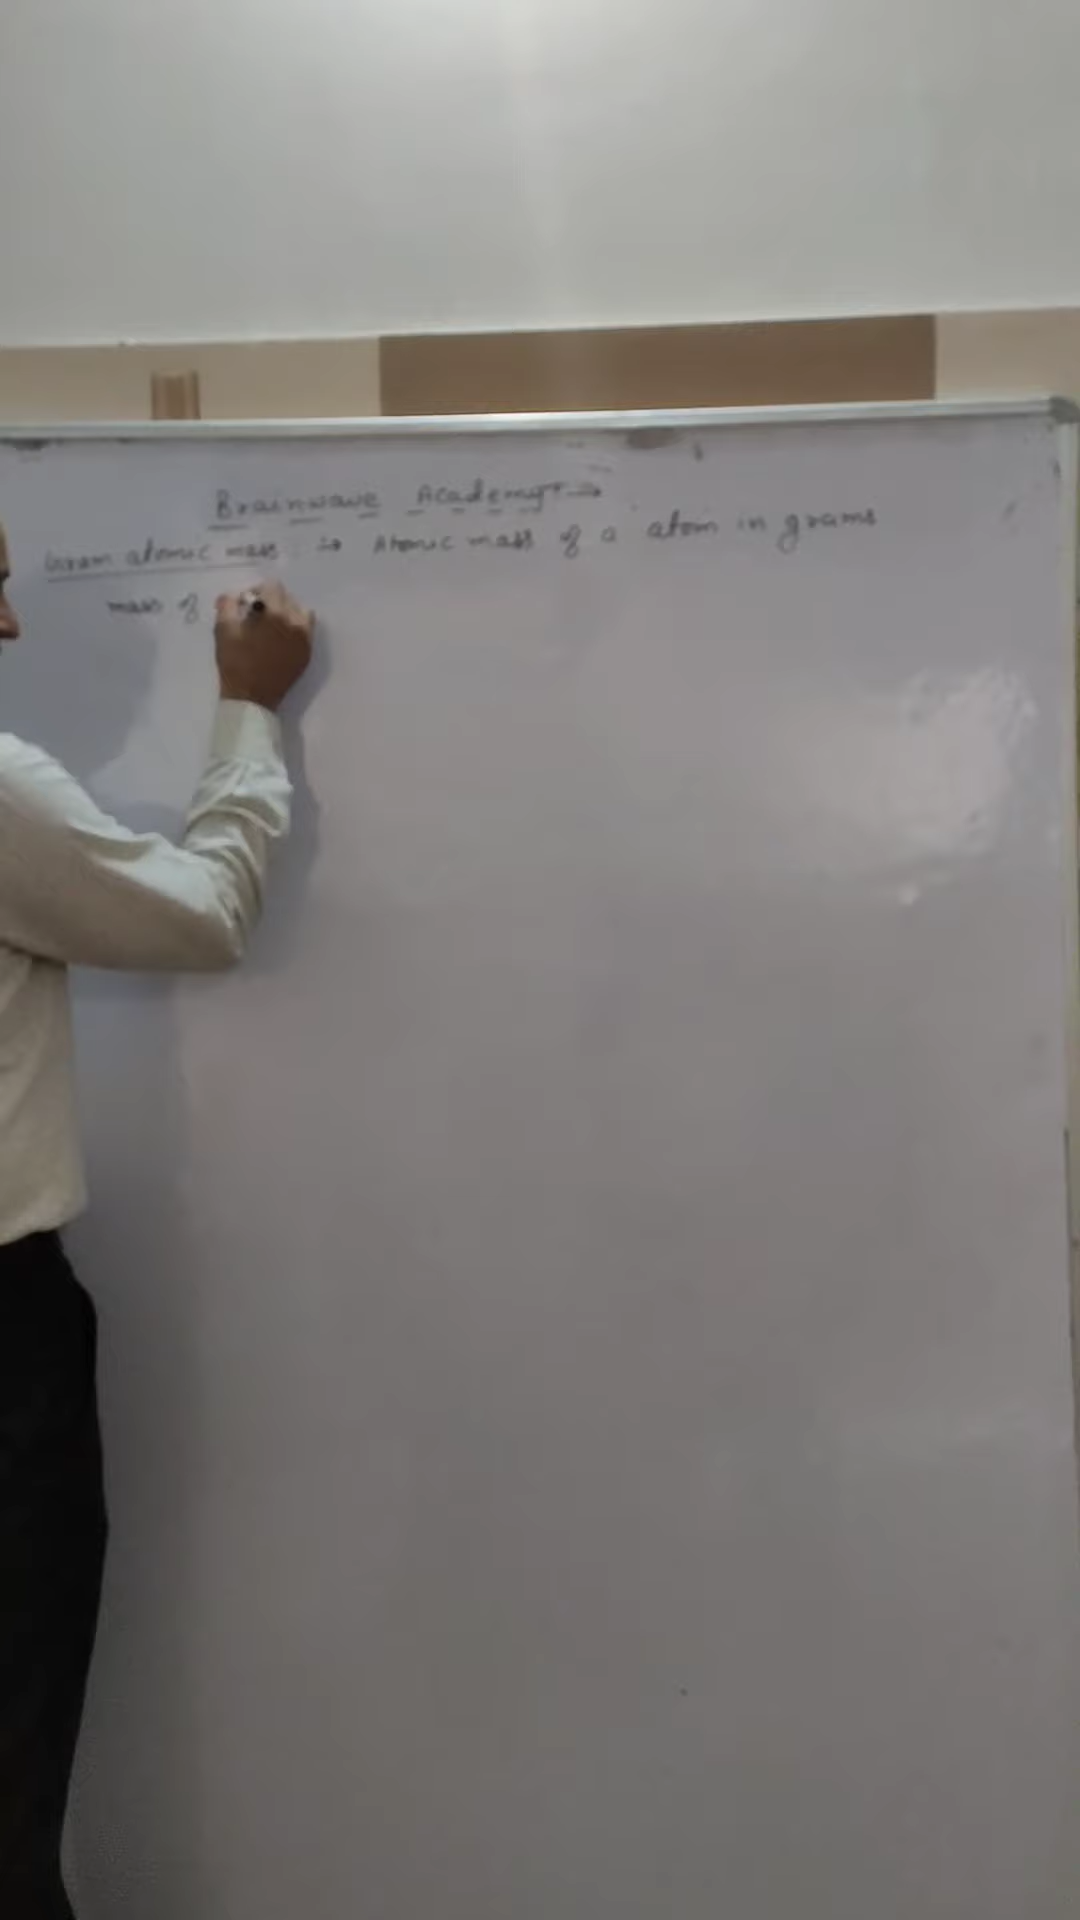 Brainwave Academy →
Gram atomic mass : → Atomic mass of a atom in grams
mass of